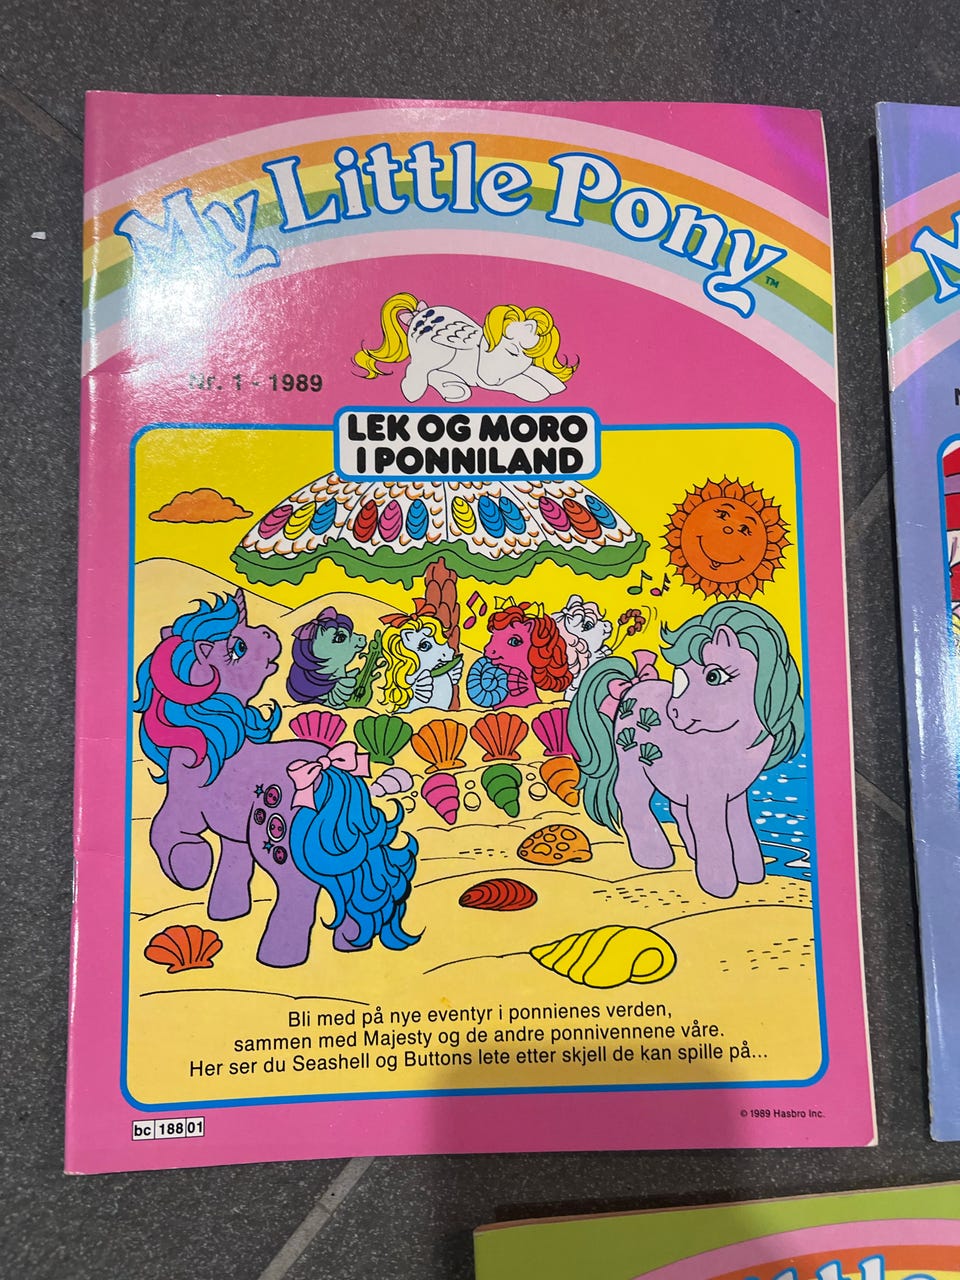 My Little Pony™
Nr. 1 - 1989
LEK OG MORO
I PONNILAND
Bli med på nye eventyr i ponnienes verden,
sammen med Majesty og de andre ponnivennene våre.
Her ser du Seashell og Buttons lete etter skjell de kan spille på...
bc 188 01
© 1989 Hasbro Inc.